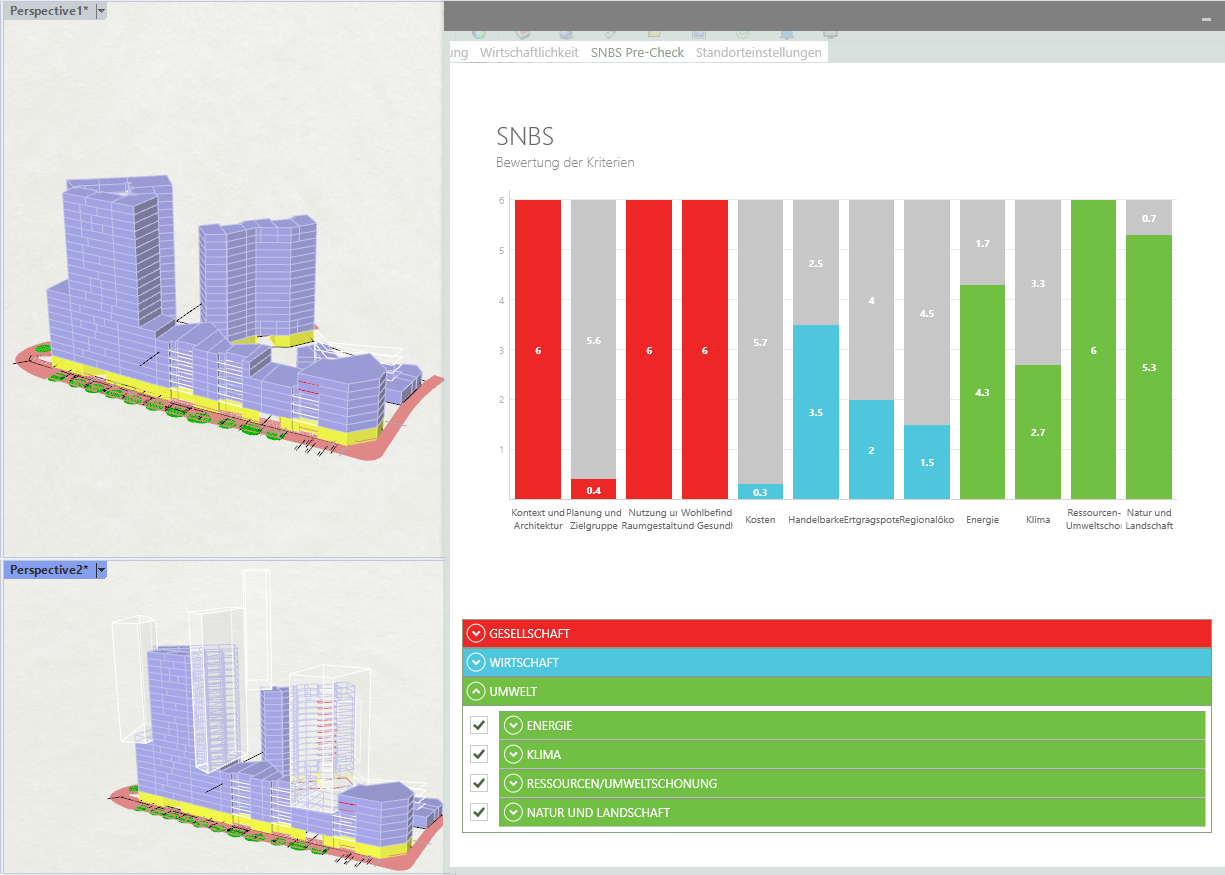 Perspective1*
ung Wirtschaftlichkeit SNBS Pre-Check Standorteinstellungen
SNBS
Bewertung der Kriterien
6
5
4
3
2
1
6
0.4
5.6
6
6
0.3
5.7
3.5
2.5
2
4
1.5
4.5
4.3
1.7
2.7
3.3
6
5.3
0.7
Kontext und
Architektur
Planung und
Zielgruppe
Nutzung u
Raumgestalt
Wohlbefind
und Gesundl
Kosten
Handelbarke
Ertgragspote
Regionalöko
Energie
Klima
Ressourcen-
Umweltscho
Natur und
Landschaft
Perspective2*
GESELLSCHAFT
WIRTSCHAFT
UMWELT
ENERGIE
KLIMA
RESSOURCEN/UMWELTSCHONUNG
NATUR UND LANDSCHAFT